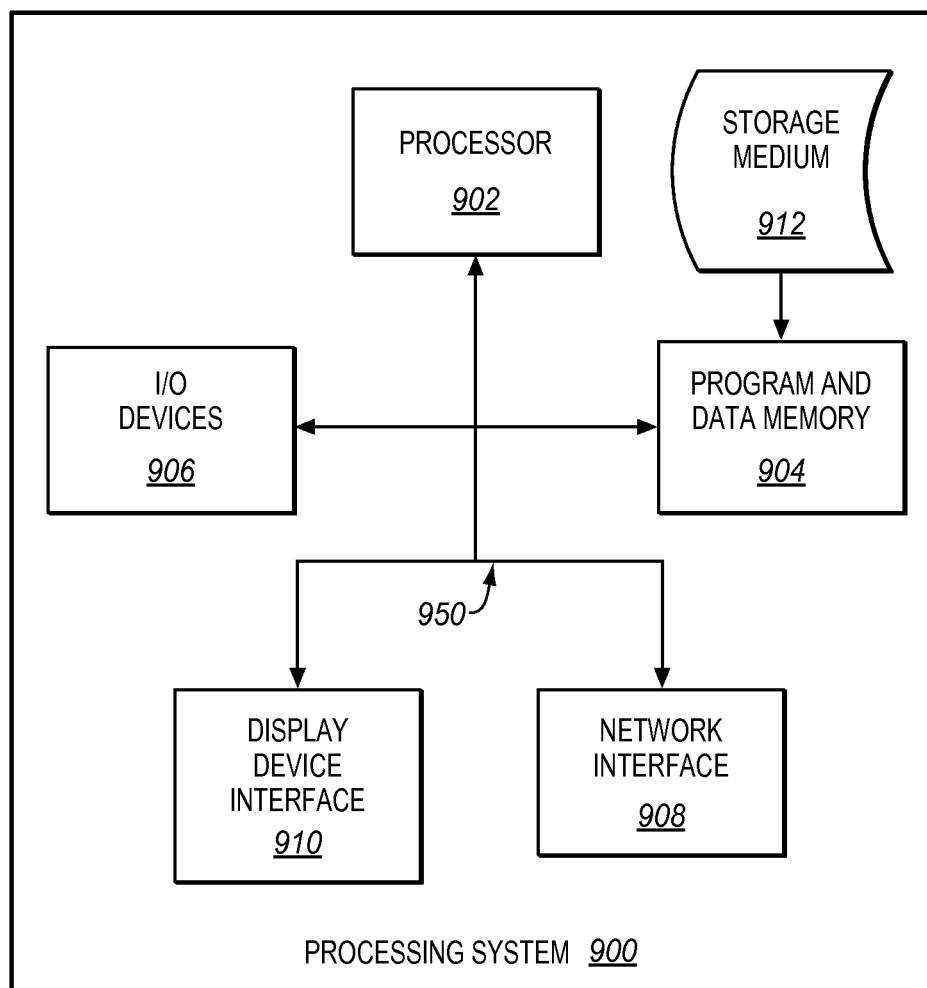 PROCESSOR
902
STORAGE
MEDIUM
912
I/O
DEVICES
906
PROGRAM AND
DATA MEMORY
904
950
DISPLAY
DEVICE
INTERFACE
910
NETWORK
INTERFACE
908
PROCESSING SYSTEM 900